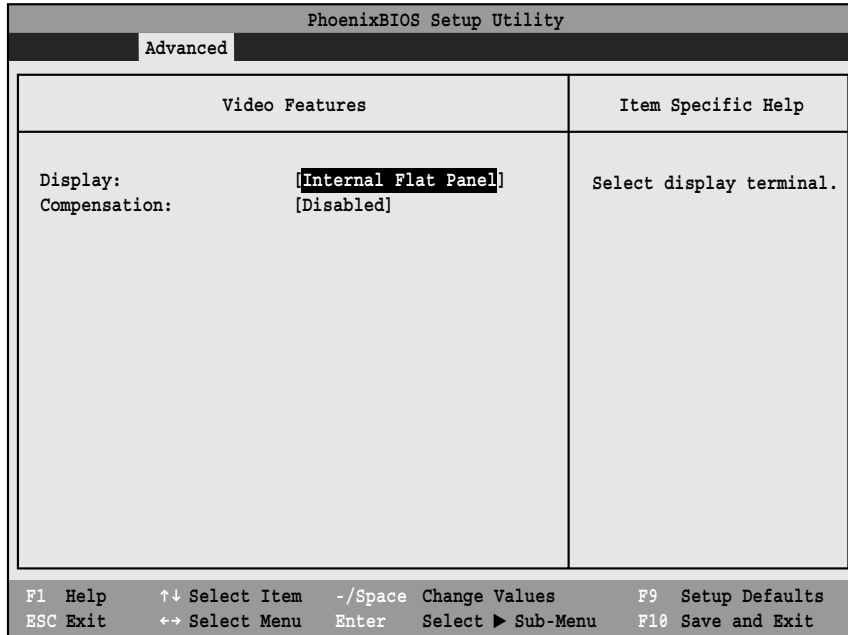 PhoenixBIOS Setup Utility
Advanced
Video Features
Item Specific Help
Display: [Internal Flat Panel]
Compensation: [Disabled]
Select display terminal.
F1 Help ↑↓ Select Item -/Space Change Values F9 Setup Defaults
ESC Exit ←→ Select Menu Enter Select ▶ Sub-Menu F10 Save and Exit